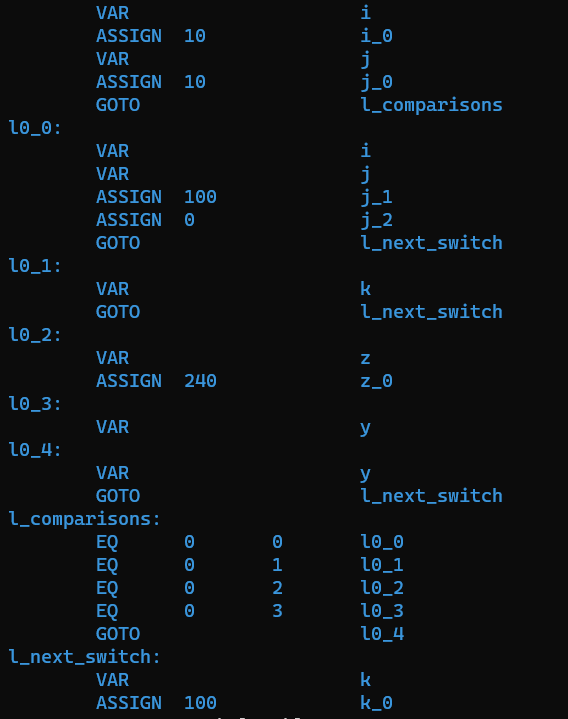 VAR i
ASSIGN 10 i_0
VAR j
ASSIGN 10 j_0
GOTO l_comparisons
l0_0:
VAR i
VAR j
ASSIGN 100 j_1
ASSIGN 0 j_2
GOTO l_next_switch
l0_1:
VAR k
GOTO l_next_switch
l0_2:
VAR z
ASSIGN 240 z_0
l0_3:
VAR y
l0_4:
VAR y
GOTO l_next_switch
l_comparisons:
EQ 0 0 l0_0
EQ 0 1 l0_1
EQ 0 2 l0_2
EQ 0 3 l0_3
GOTO l0_4
l_next_switch:
VAR k
ASSIGN 100 k_0